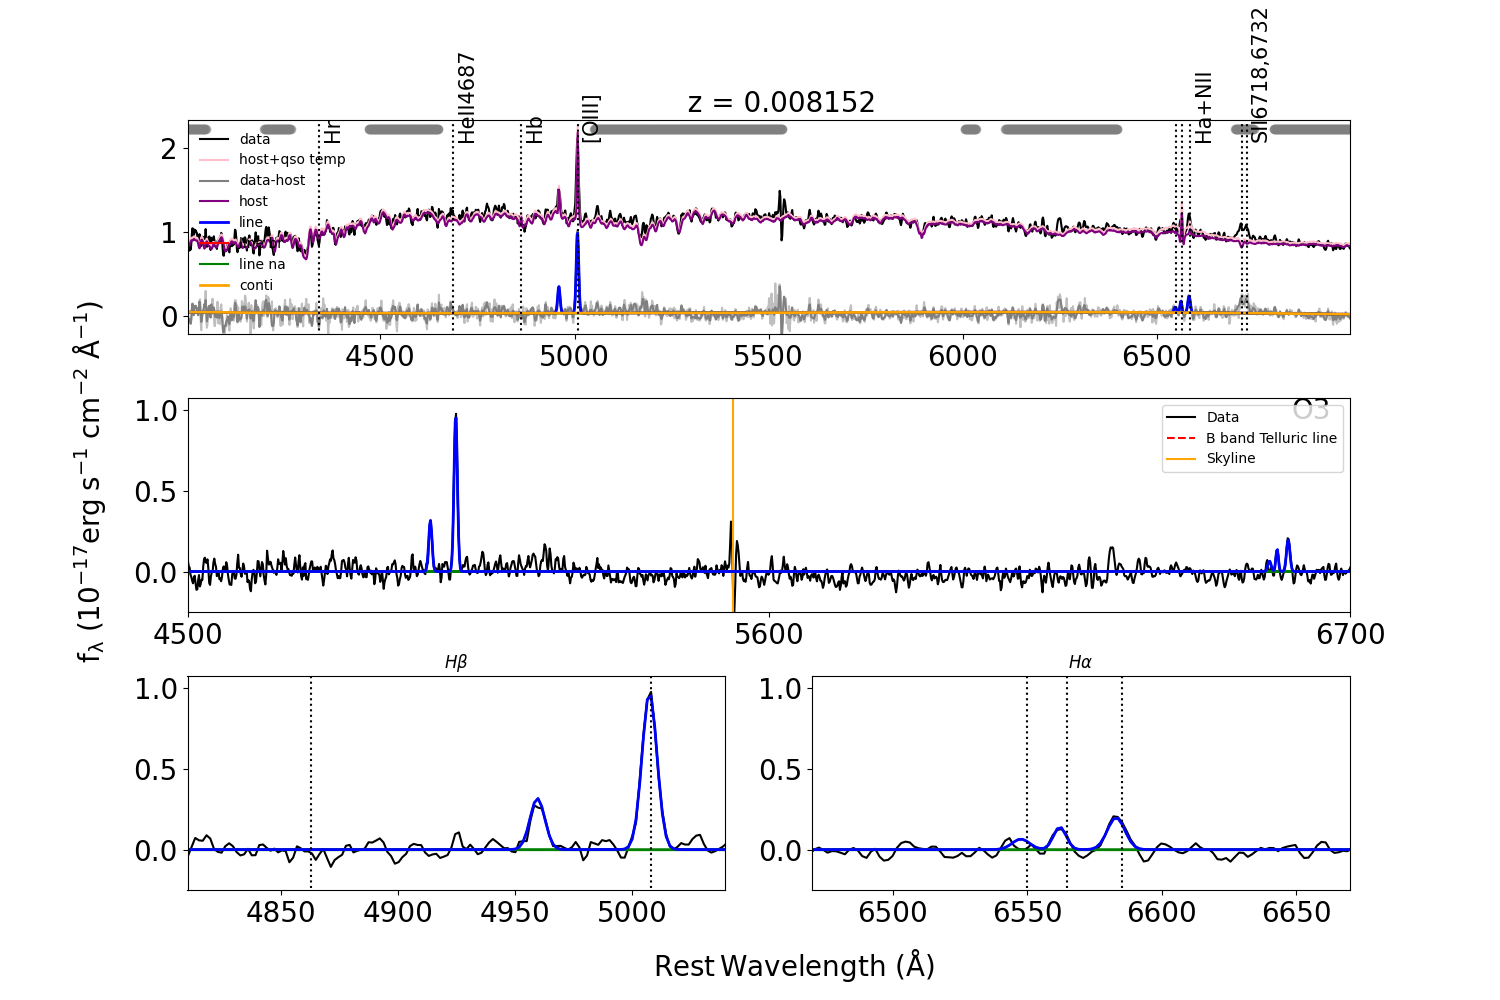 z = 0.008152
Hr
HeII4687
Hb
[OIII]
Ha+NII
SII6718,6732
data
host+qso temp
data-host
host
line
line na
conti
2
1
0
4500 5000 5500 6000 6500
fλ (10⁻¹⁷erg s⁻¹ cm⁻² Å⁻¹)
O3
Data
B band Telluric line
Skyline
1.0
0.5
0.0
4500 5600 6700
Hβ
1.0
0.5
0.0
4850 4900 4950 5000
Hα
1.0
0.5
0.0
6500 6550 6600 6650
Rest Wavelength (Å)